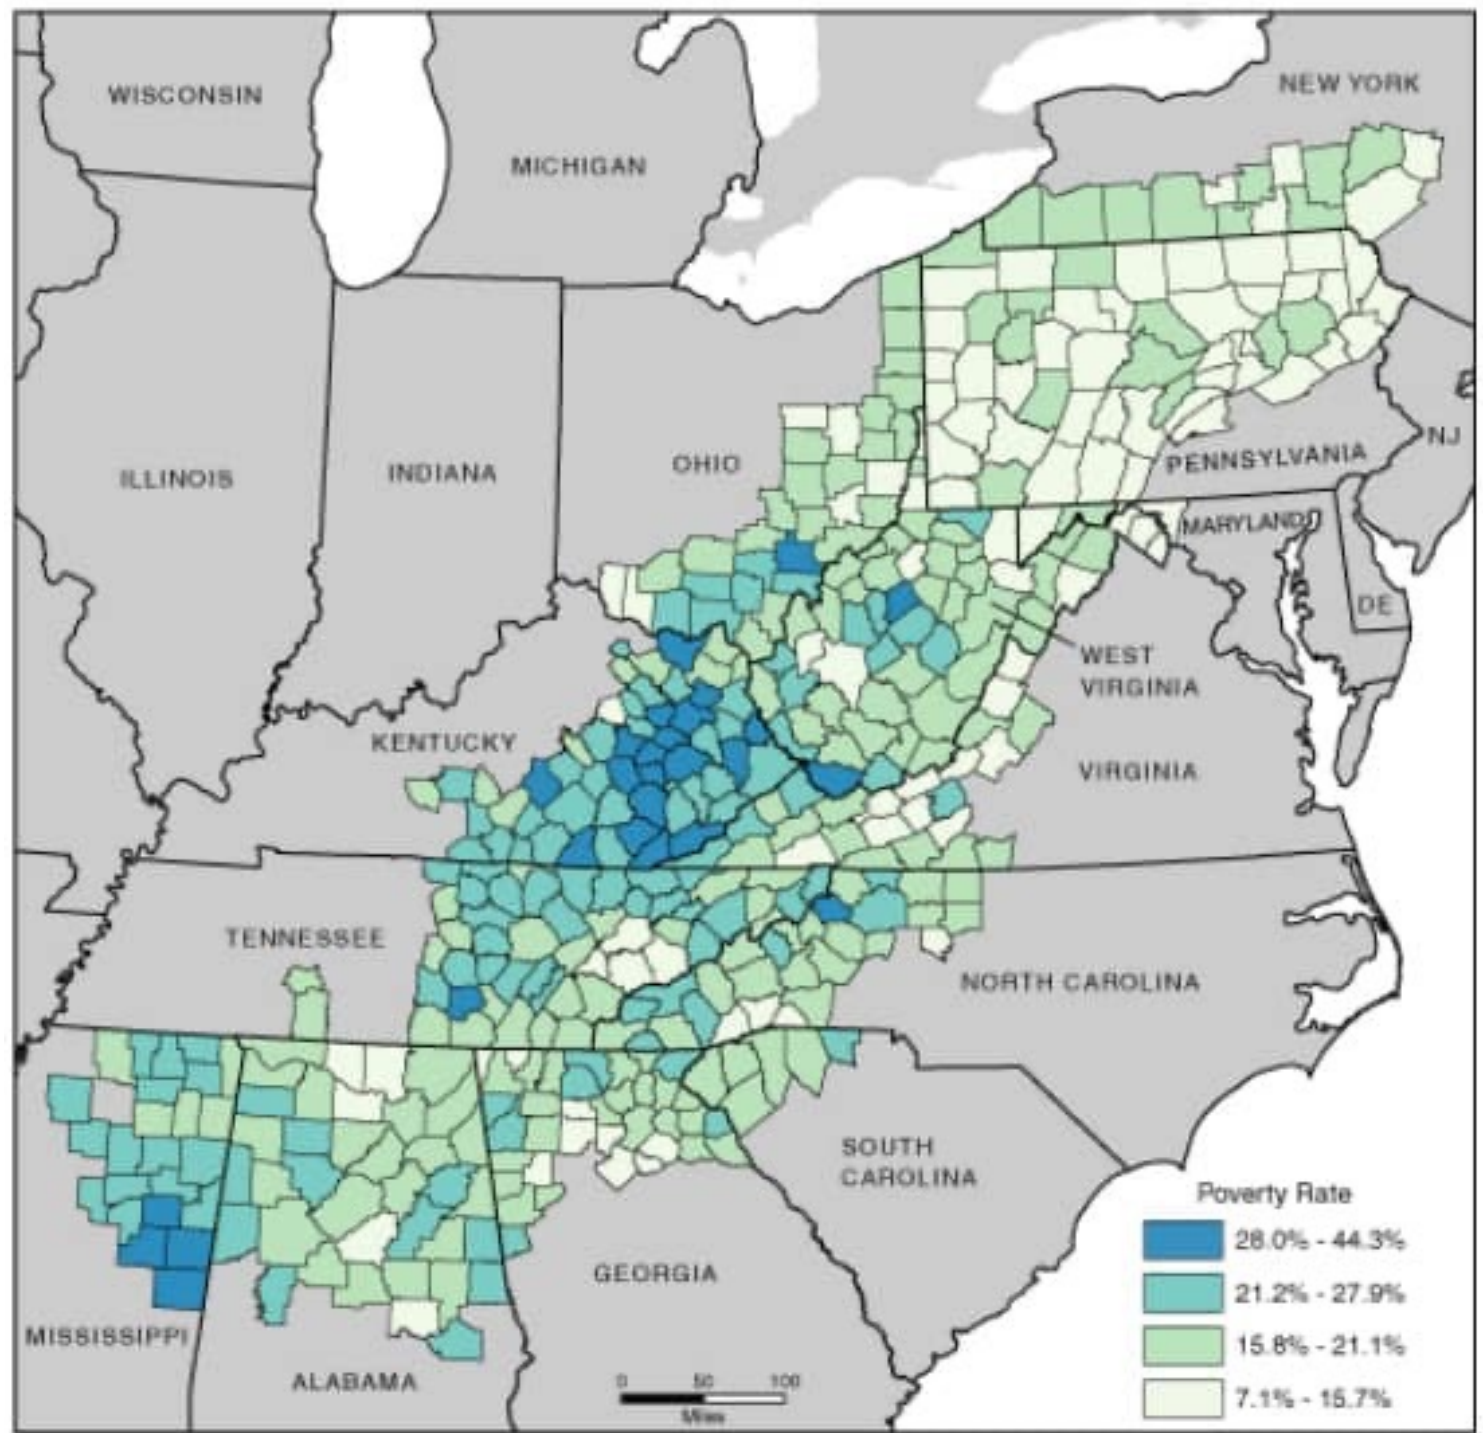 WISCONSIN
MICHIGAN
NEW YORK
ILLINOIS
INDIANA
OHIO
PENNSYLVANIA
NJ
MARYLAND
DE
WEST
VIRGINIA
KENTUCKY
VIRGINIA
TENNESSEE
NORTH CAROLINA
SOUTH
CAROLINA
GEORGIA
MISSISSIPPI
ALABAMA
0 50 100
Miles
Poverty Rate
28.0% - 44.3%
21.2% - 27.9%
15.8% - 21.1%
7.1% - 15.7%